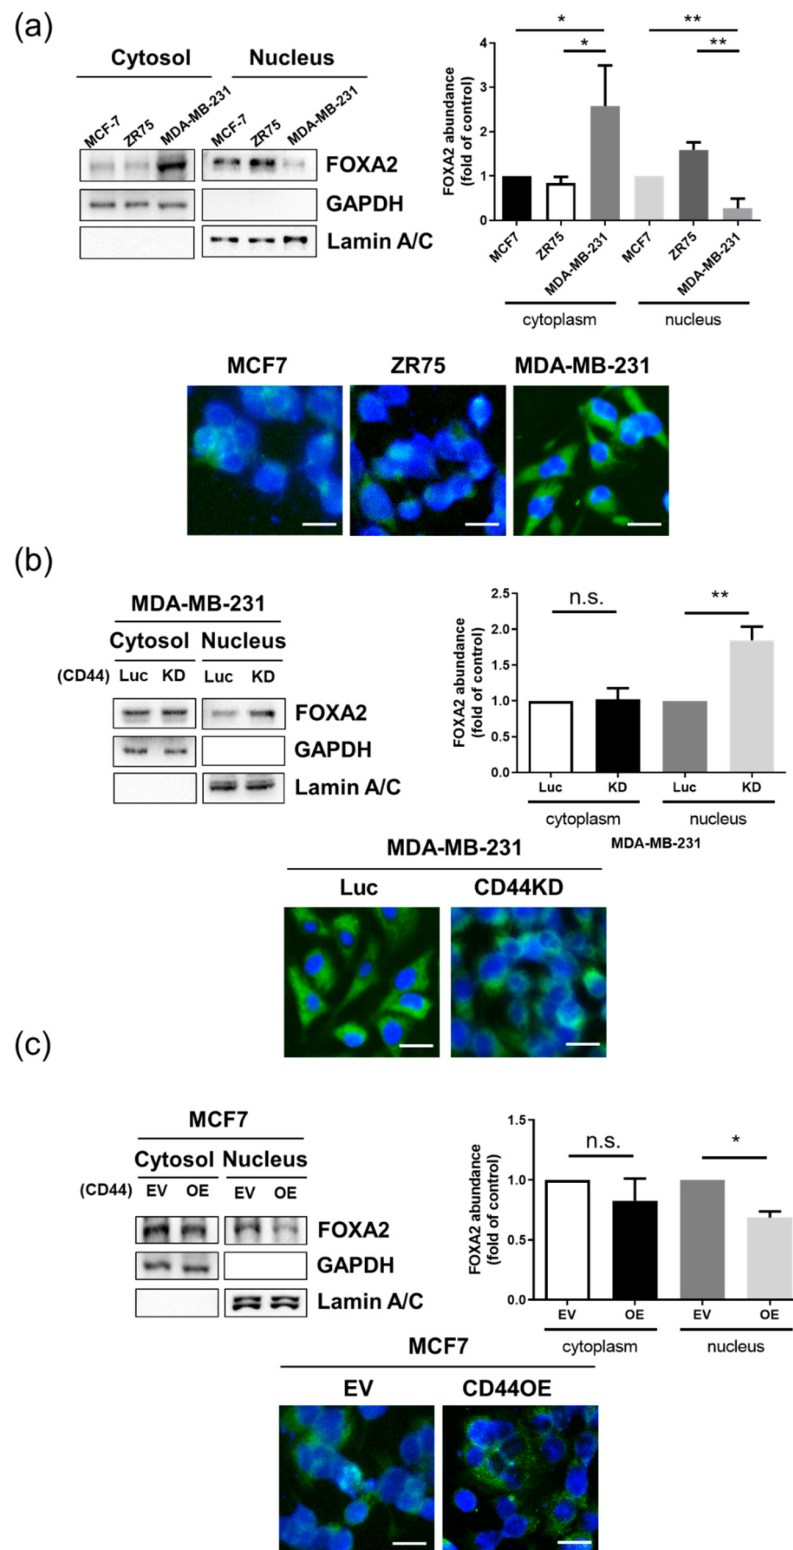 (a)
Cytosol Nucleus
MCF-7 ZR75 MDA-MB-231 MCF-7 ZR75 MDA-MB-231
FOXA2
GAPDH
Lamin A/C
* **
* **
FOXA2 abundance
(fold of control)
4
3
2
1
0
MCF7 ZR75 MDA-MB-231 MCF7 ZR75 MDA-MB-231
cytoplasm nucleus
MCF7 ZR75 MDA-MB-231
(b)
MDA-MB-231
Cytosol Nucleus
(CD44) Luc KD Luc KD
FOXA2
GAPDH
Lamin A/C
n.s. **
FOXA2 abundance
(fold of control)
2.5
2.0
1.5
1.0
0.5
0.0
Luc KD Luc KD
cytoplasm nucleus
MDA-MB-231
MDA-MB-231
Luc CD44KD
(c)
MCF7
Cytosol Nucleus
(CD44) EV OE EV OE
FOXA2
GAPDH
Lamin A/C
n.s. *
FOXA2 abundance
(fold of control)
1.5
1.0
0.5
0.0
EV OE EV OE
cytoplasm nucleus
MCF7
EV CD44OE